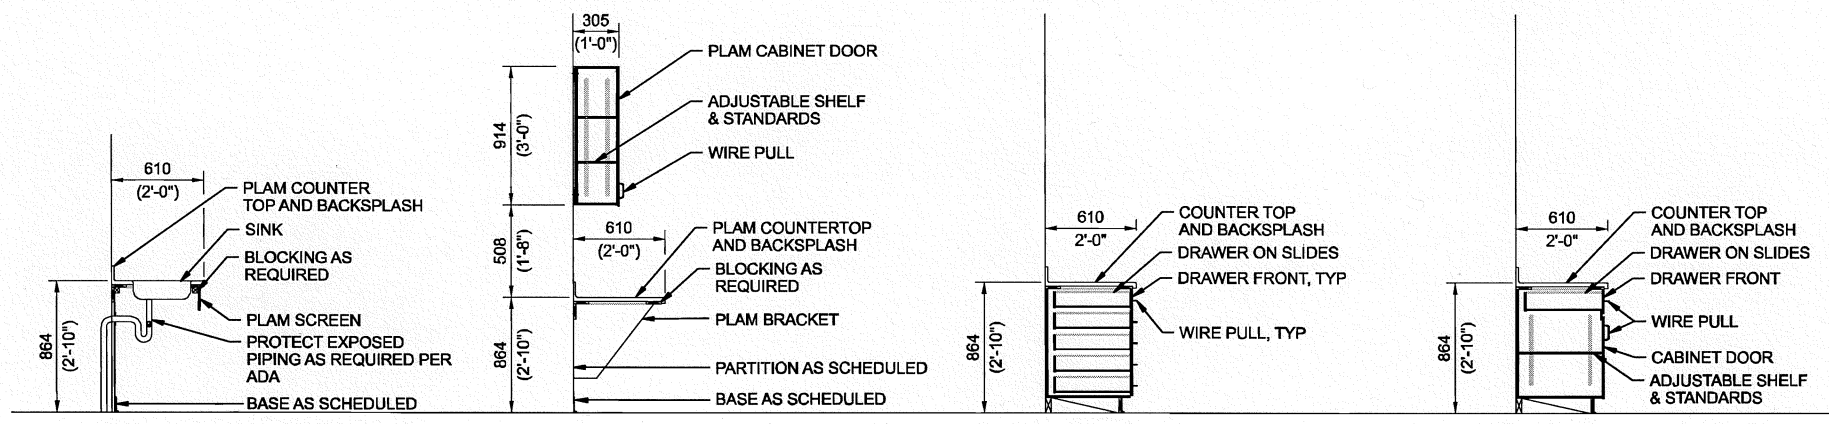 610
(2'-0")
PLAM COUNTER
TOP AND BACKSPLASH
SINK
BLOCKING AS
REQUIRED
PLAM SCREEN
PROTECT EXPOSED
PIPING AS REQUIRED PER
ADA
BASE AS SCHEDULED
864
(2'-10")
305
(1'-0")
PLAM CABINET DOOR
ADJUSTABLE SHELF
& STANDARDS
WIRE PULL
914
(3'-0")
508
(1'-8")
610
(2'-0")
PLAM COUNTERTOP
AND BACKSPLASH
BLOCKING AS
REQUIRED
PLAM BRACKET
PARTITION AS SCHEDULED
BASE AS SCHEDULED
864
(2'-10")
610
2'-0"
COUNTER TOP
AND BACKSPLASH
DRAWER ON SLIDES
DRAWER FRONT, TYP
WIRE PULL, TYP
864
(2'-10")
610
2'-0"
COUNTER TOP
AND BACKSPLASH
DRAWER ON SLIDES
DRAWER FRONT
WIRE PULL
CABINET DOOR
ADJUSTABLE SHELF
& STANDARDS
864
(2'-10")